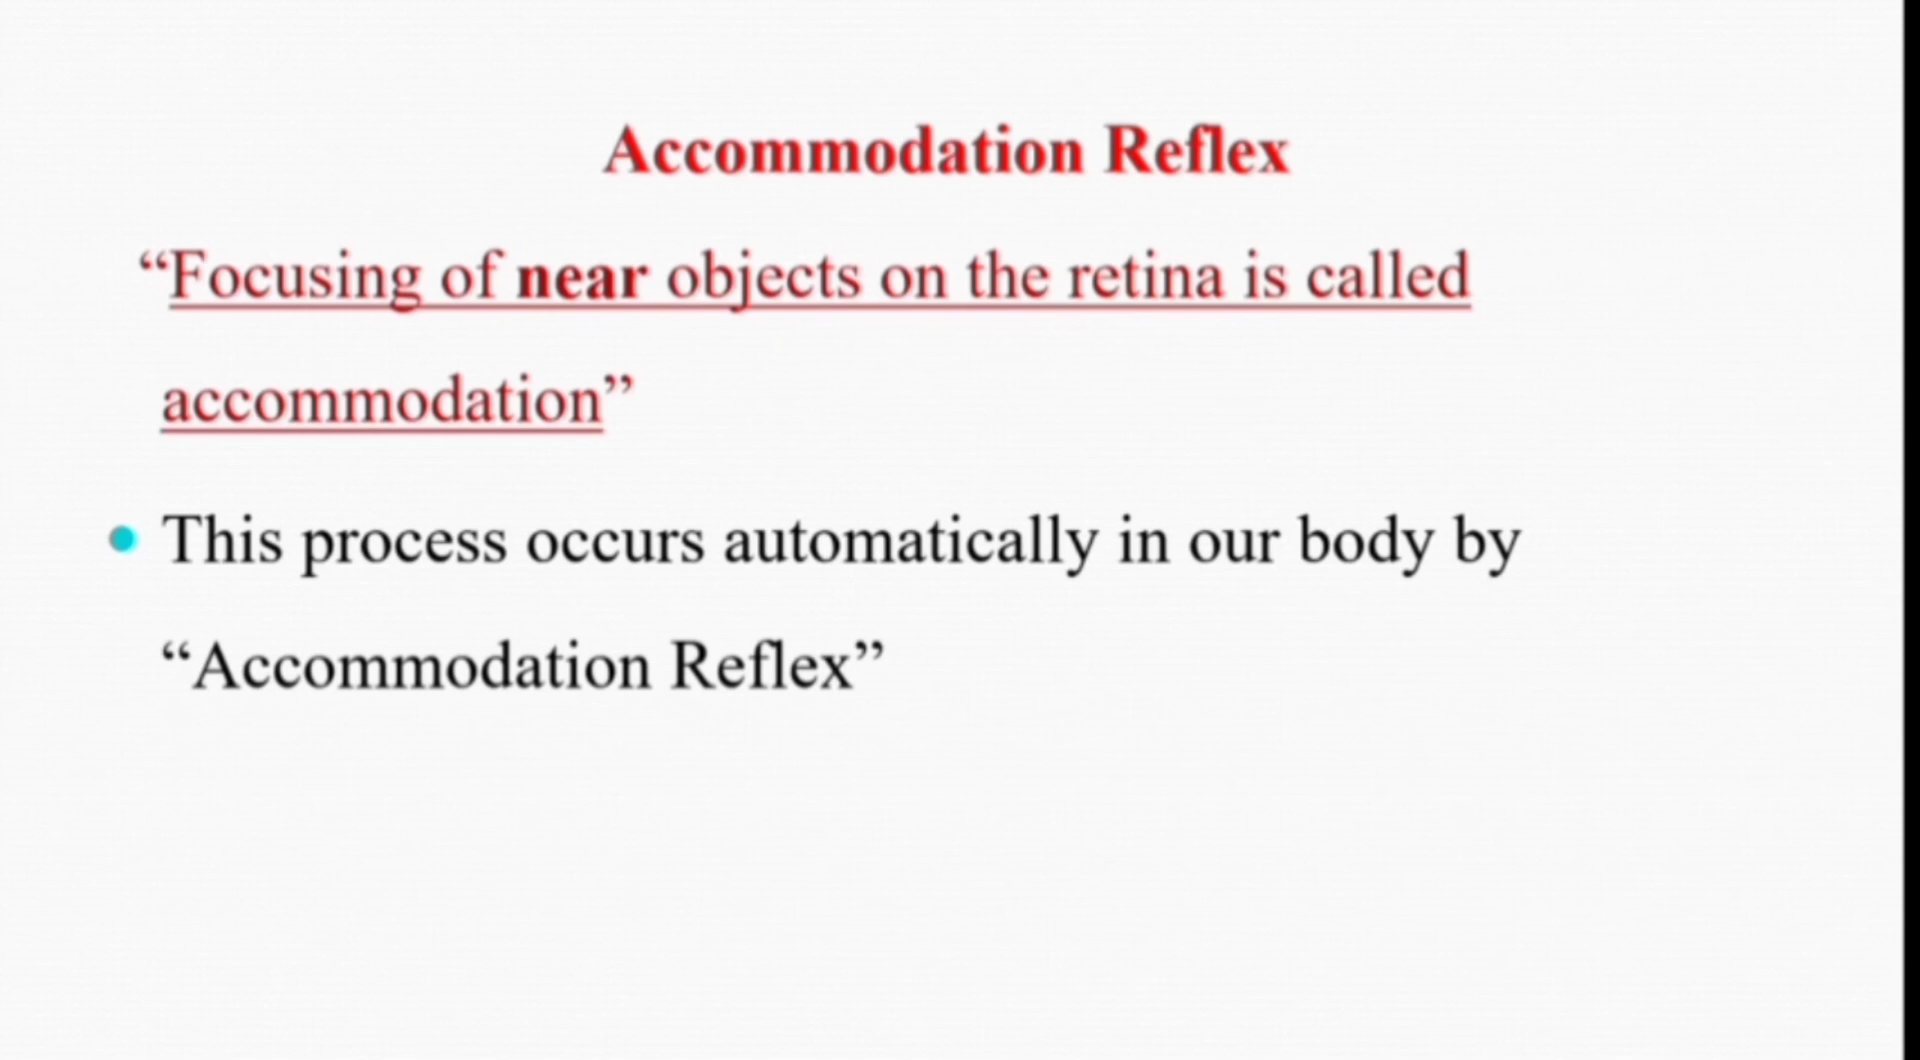 Accommodation Reflex
“Focusing of near objects on the retina is called
accommodation”
• This process occurs automatically in our body by
“Accommodation Reflex”